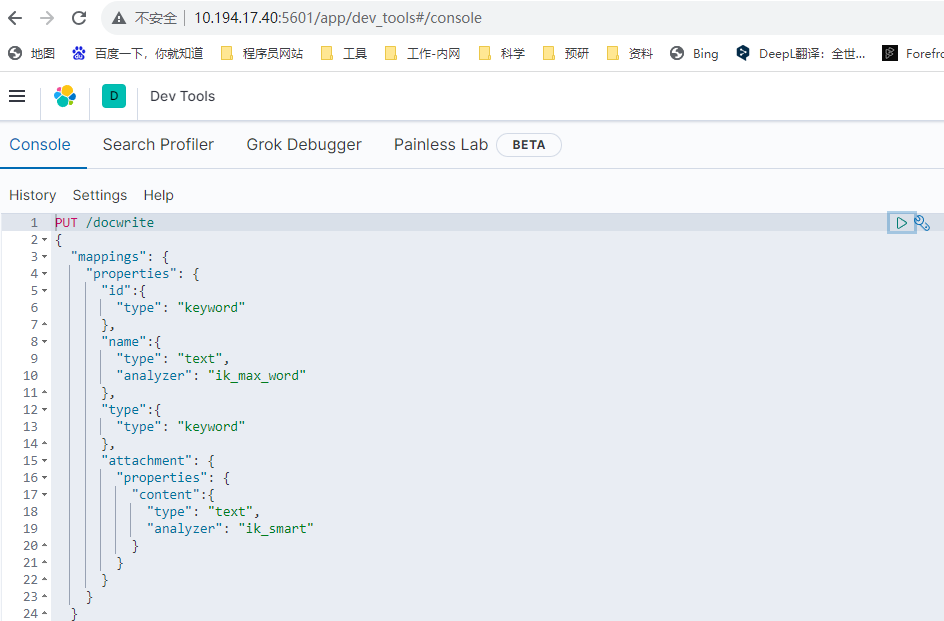 不安全 | 10.194.17.40:5601/app/dev_tools#/console
地图 百度一下，你就知道 程序员网站 工具 工作-内网 科学 预研 资料 Bing DeepL翻译：全世... Forefro
D Dev Tools
Console Search Profiler Grok Debugger Painless Lab BETA
History Settings Help
1 PUT /docwrite
2 {
3 "mappings": {
4 "properties": {
5 "id":{
6 "type": "keyword"
7 },
8 "name":{
9 "type": "text",
10 "analyzer": "ik_max_word"
11 },
12 "type":{
13 "type": "keyword"
14 },
15 "attachment": {
16 "properties": {
17 "content":{
18 "type": "text",
19 "analyzer": "ik_smart"
20 }
21 }
22 }
23 }
24 }